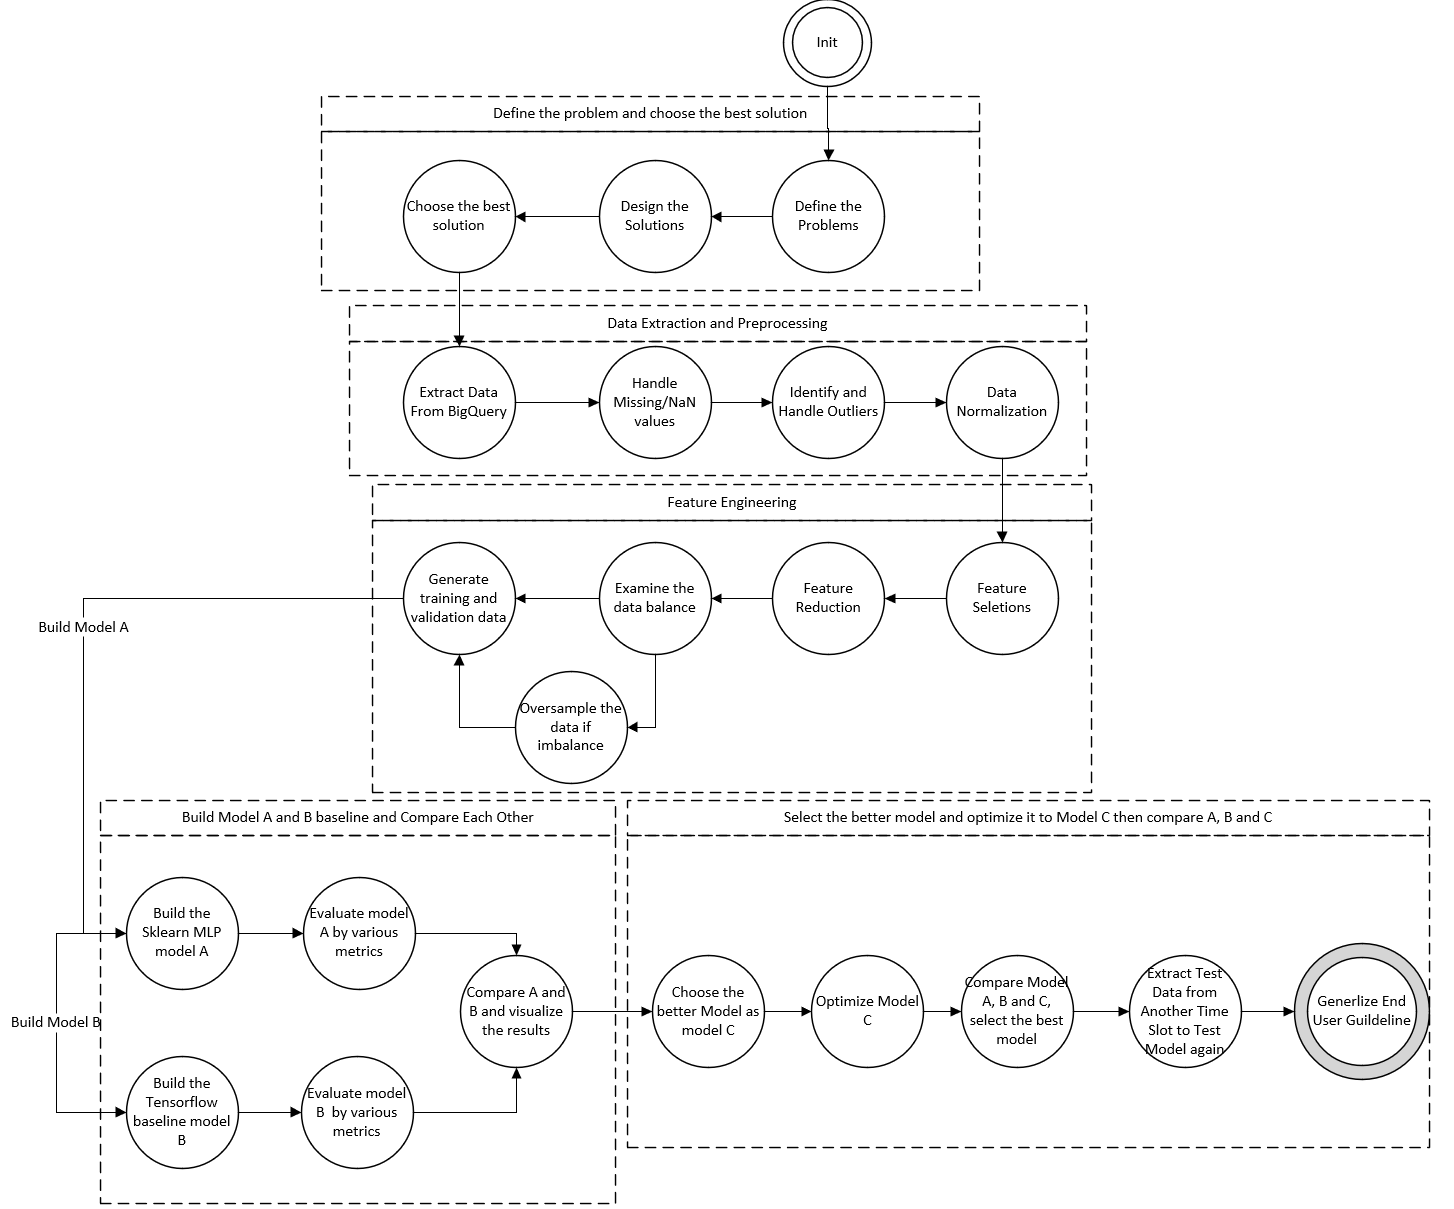 Init
Define the problem and choose the best solution
Choose the best
solution
Design the
Solutions
Define the
Problems
Data Extraction and Preprocessing
Extract Data
From BigQuery
Handle
Missing/NaN
values
Identify and
Handle Outliers
Data
Normalization
Feature Engineering
Generate
training and
validation data
Examine the
data balance
Feature
Reduction
Feature
Seletions
Build Model A
Oversample the
data if
imbalance
Build Model A and B baseline and Compare Each Other
Select the better model and optimize it to Model C then compare A, B and C
Build the
Sklearn MLP
model A
Evaluate model
A by various
metrics
Compare A and
B and visualize
the results
Choose the
better Model as
model C
Optimize Model
C
Compare Model
A, B and C,
select the best
model
Extract Test
Data from
Another Time
Slot to Test
Model again
Generlize End
User Guildeline
Build Model B
Build the
Tensorflow
baseline model
B
Evaluate model
B by various
metrics